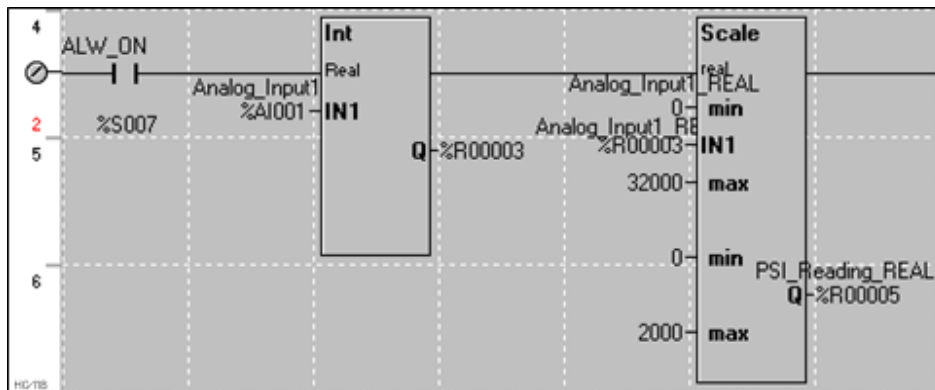 4
ALW_ON
%S007
2
5
6
Int
Real
Analog_Input1
%AI001
IN1
Q
%R00003
Scale
real
Analog_Input1_REAL
0
min
Analog_Input1_RE
%R00003
IN1
32000
max
0
min
PSI_Reading_REAL
Q
%R00005
2000
max